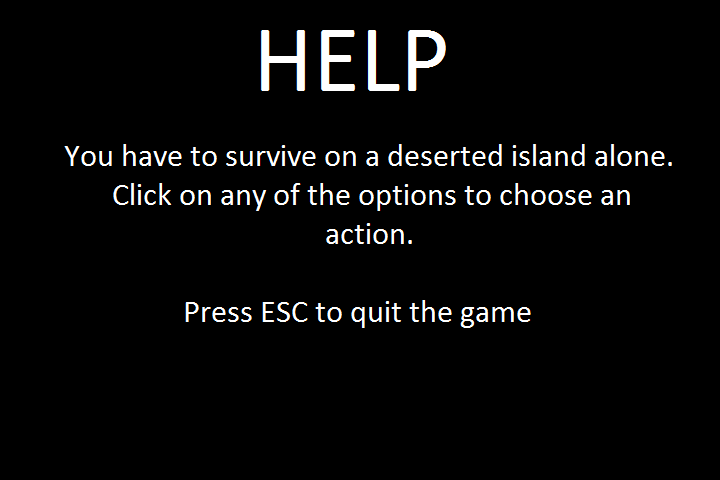 HELP
You have to survive on a deserted island alone.
Click on any of the options to choose an
action.
Press ESC to quit the game